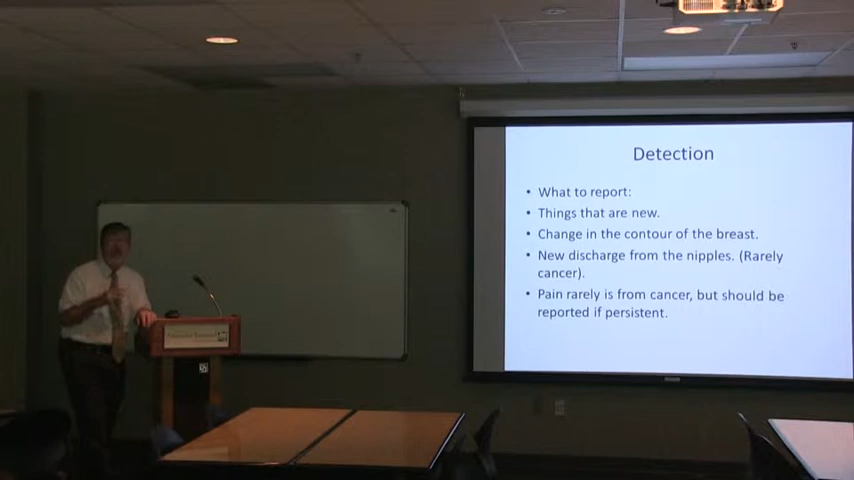 Detection
• What to report:
• Things that are new.
• Change in the contour of the breast.
• New discharge from the nipples. (Rarely
cancer).
• Pain rarely is from cancer, but should be
reported if persistent.